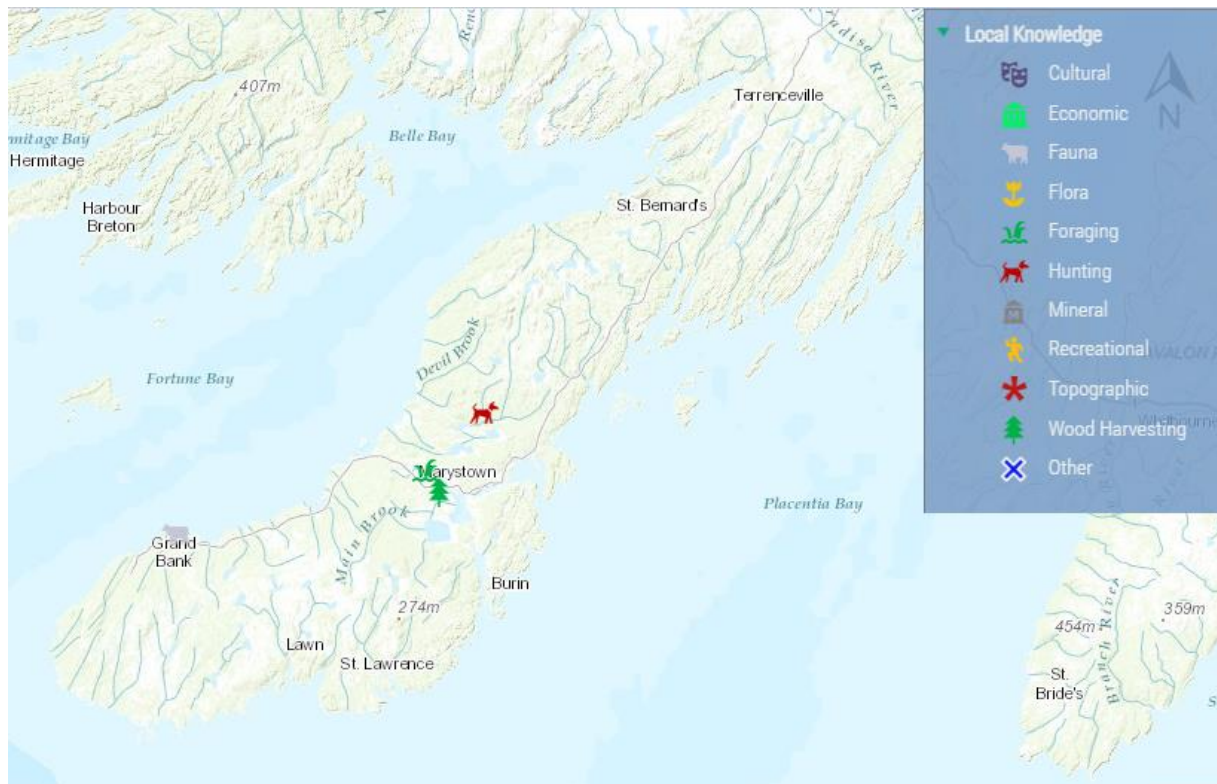 Paradise River
407m
Terrenceville
Belle Bay
Hermitage
St. Bernard's
Harbour
Breton
Devil Brook
Fortune Bay
Marystown
Placentia Bay
Main Brook
Grand
Bank
Burin
274m
Lawn
St. Lawrence
Branch River
359m
454m
St.
Bride's
Local Knowledge
Cultural
N
Economic
Fauna
Flora
Foraging
Hunting
Mineral
Recreational
Topographic
Wood Harvesting
Other